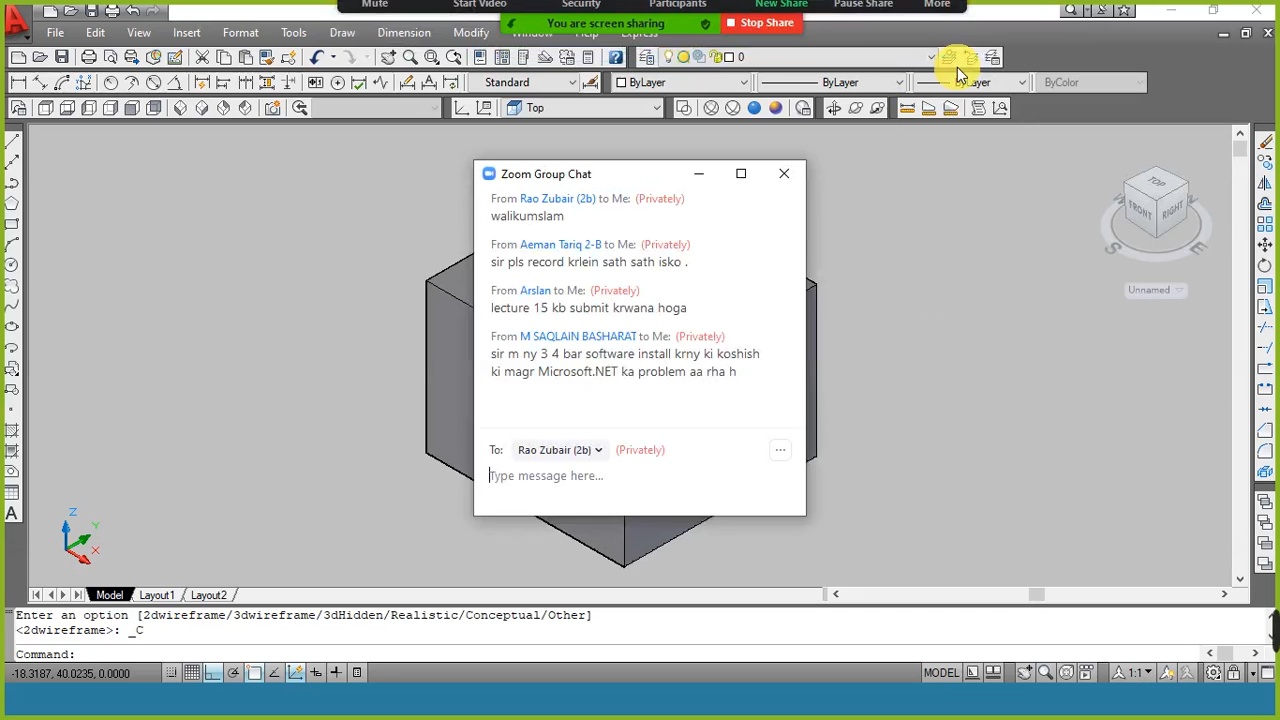 Mute
Start Video
Security
Participants
New Share
Pause Share
More
You are screen sharing
Stop Share
File
Edit
View
Insert
Format
Tools
Draw
Dimension
Modify
Express
0
Standard
ByLayer
ByLayer
ByLayer
ByColor
Top
Zoom Group Chat
From Rao Zubair (2b) to Me: (Privately)
walikumslam
From Aeman Tariq 2-B to Me: (Privately)
sir pls record krlein sath sath isko .
From Arslan to Me: (Privately)
lecture 15 kb submit krwana hoga
From M SAQLAIN BASHARAT to Me: (Privately)
sir m ny 3 4 bar software install krny ki koshish
ki magr Microsoft.NET ka problem aa rha h
To: Rao Zubair (2b) (Privately)
Type message here...
TOP
FRONT
RIGHT
S
E
Unnamed
Z
Y
X
Model
Layout1
Layout2
Enter an option [2dwireframe/3dwireframe/3dHidden/Realistic/Conceptual/Other]
<2dwireframe>: _C
Command:
-18.3187, 40.0235, 0.0000
MODEL
1:1